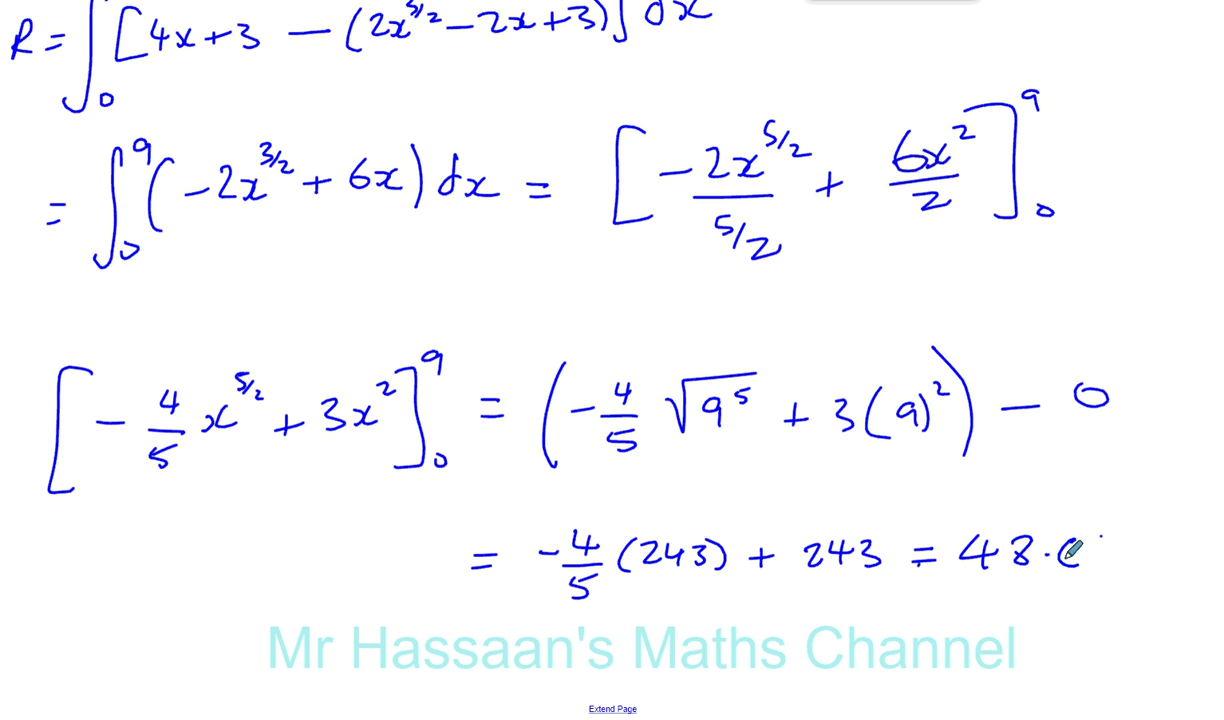 R = ∫₀ [4x+3 − (2x^3/2 − 2x+3)] dx
= ∫₀⁹ (−2x^3/2 + 6x) dx = [ −2x^5/2 / 5/2 + 6x²/2 ]₀⁹
[ −4/5 x^5/2 + 3x² ]₀⁹ = ( −4/5 √9⁵ + 3(9)² ) − 0
= −4/5 (243) + 243 = 48.
Mr Hassaan's Maths Channel
Extend Page